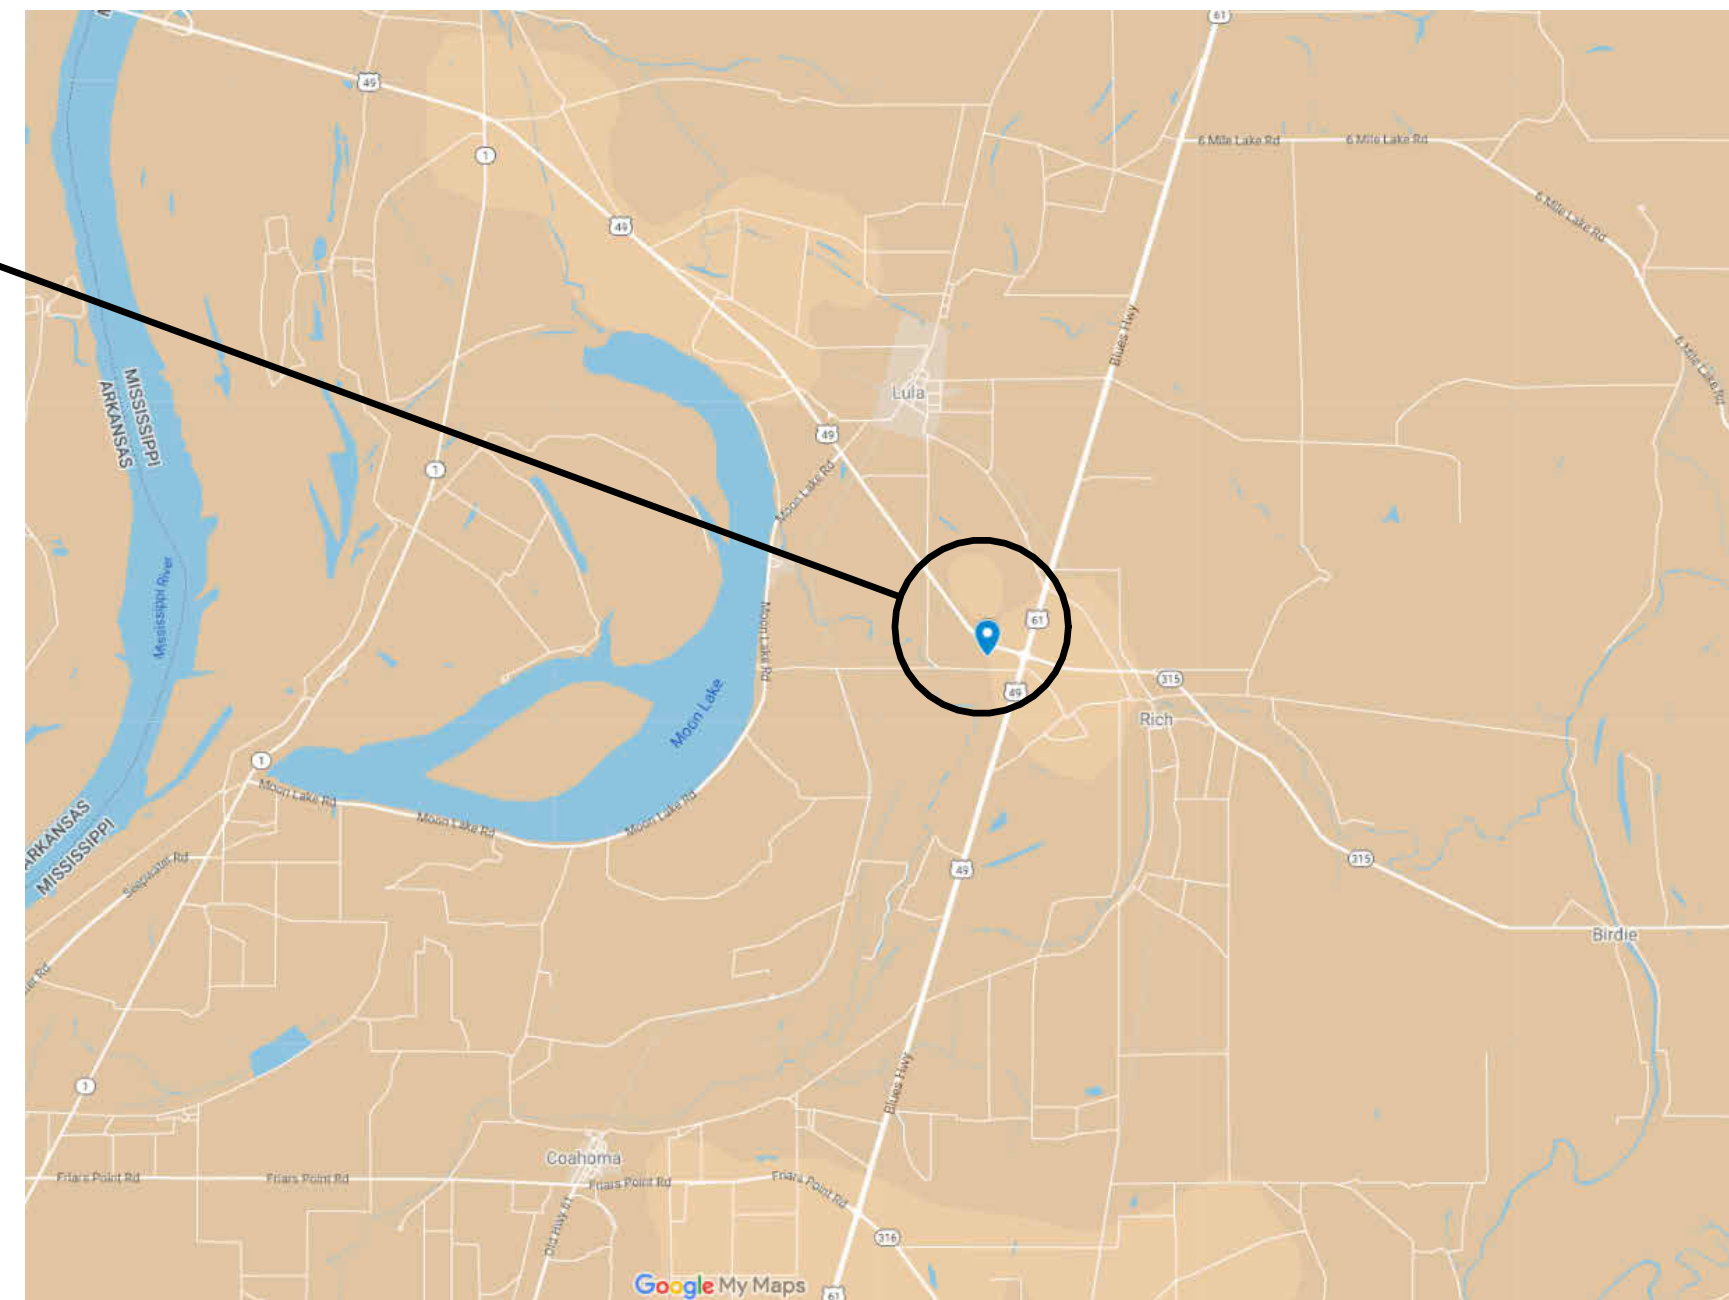 61
49
1
6 Mile Lake Rd
6 Mile Lake Rd
6 Mile Lake Rd
49
Blues Hwy
6 Mile Lake Rd
MISSISSIPPI
ARKANSAS
Lula
49
1
Moon Lake Rd
Mississippi River
Moon Lake Rd
61
315
49
Moon Lake
Rich
1
Moon Lake Rd
Moon Lake Rd
Moon Lake Rd
ARKANSAS
MISSISSIPPI
Seepwater Rd
315
49
Birdie
1
Blues Hwy
Coahoma
Friars Point Rd
Friars Point Rd
Friars Point Rd
Friars Point Rd
Old Hwy 61
316
Google My Maps
61